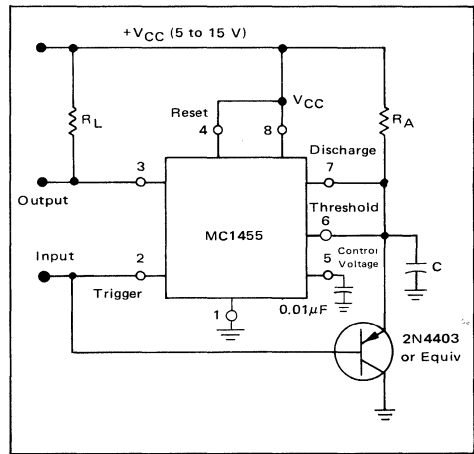 +VCC (5 to 15 V)
RL
Reset
4
8
VCC
RA
3
Discharge
7
Output
Threshold
6
MC1455
Input
2
5
Control
Voltage
C
Trigger
1
0.01µF
2N4403
or Equiv